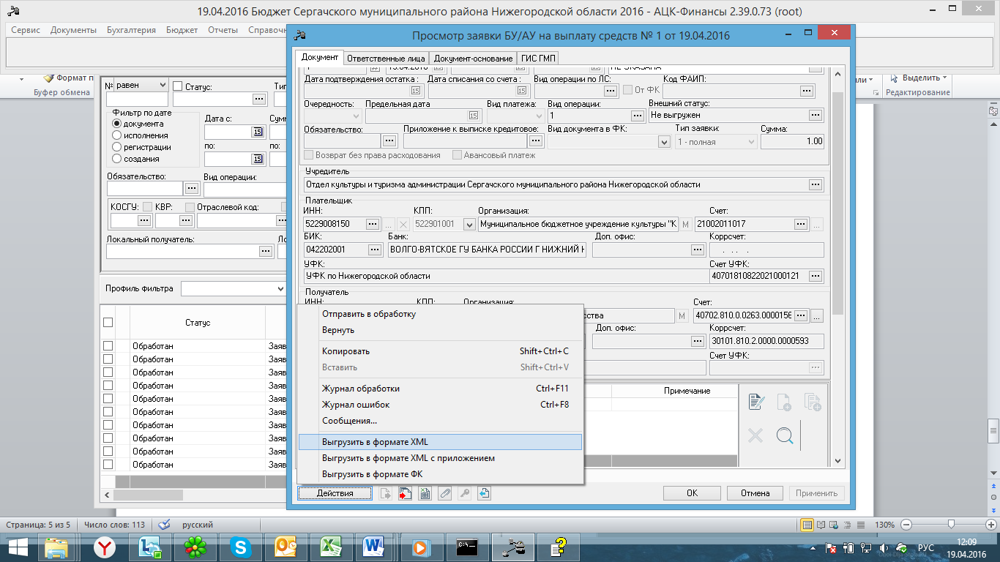 19.04.2016 Бюджет Сергачского муниципального района Нижегородской области 2016 - АЦК-Финансы 2.39.0.73 (root)
Сервис Документы Бухгалтерия Бюджет Отчеты Справочн
Просмотр заявки БУ/АУ на выплату средств № 1 от 19.04.2016
Документ Ответственные лица Документ-основание ГИС ГМП
Формат п
Буфер обмена
Выделить
Редактирование
№ равен Статус: Ти
Фильтр по дате
документа
исполнения
регистрации
создания
Дата с: Сум
по: по:
Обязательство: Вид операции:
КОСГУ: КВР: Отраслевой код:
Локальный получатель: Ло
Профиль фильтра
Статус
Обработан Заяв
Обработан Заяв
Обработан Заяв
Обработан Заяв
Обработан Заяв
Обработан Заяв
Обработан Заяв
Обработан Заяв
Обработан Заяв
Обработан Заяв
Дата подтверждения остатка : Дата списания со счета : Вид операции по ЛС: От ФК Код ФАИП:
Очередность: Предельная дата Вид платежа: Вид операции: Внешний статус:
1 Не выгружен
Обязательство: Приложение к выписке кредитовое: Вид документа в ФК: Тип заявки: Сумма:
1 - полная 1.00
Возврат без права расходования Авансовый платеж
Учредитель
Отдел культуры и туризма администрации Сергачского муниципального района Нижегородской области
Плательщик
ИНН: КПП: Организация: Счет:
5229008150 522901001 Муниципальное бюджетное учреждение культуры "К М 21002011017
БИК: Банк: Доп. офис: Коррсчет:
042202001 ВОЛГО-ВЯТСКОЕ ГУ БАНКА РОССИИ Г НИЖНИЙ Н
УФК: Счет УФК:
УФК по Нижегородской области 40701810822021000121
Получатель
ИНН: КПП: Организация: Счет:
ства М 40702.810.0.0263.0000156
Доп. офис: Коррсчет:
30101.810.2.0000.0000593
Счет УФК:
Примечание
Отправить в обработку
Вернуть
Копировать Shift+Ctrl+C
Вставить Shift+Ctrl+V
Журнал обработки Ctrl+F11
Журнал ошибок Ctrl+F8
Сообщения...
Выгрузить в формате XML
Выгрузить в формате XML с приложением
Выгрузить в формате ФК
Действия OK Отмена Применить
Страница: 5 из 5 Число слов: 113 русский 130%
РУС 12:09
19.04.2016